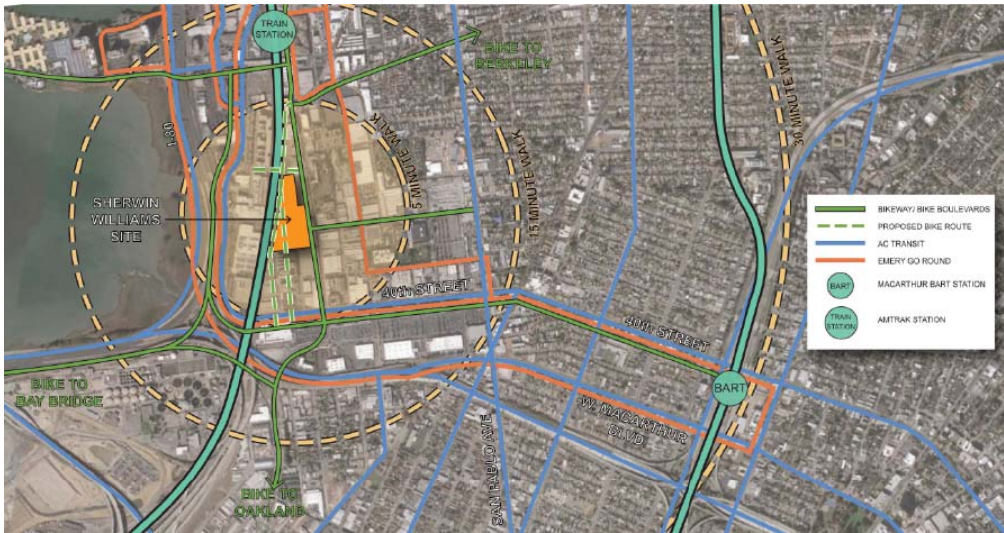 TRAIN
STATION
BIKE TO
BERKELEY
I-80
5 MINUTE WALK
15 MINUTE WALK
30 MINUTE WALK
SHERWIN
WILLIAMS
SITE
40TH STREET
40TH STREET
BIKE TO
BAY BRIDGE
BIKE TO
OAKLAND
SAN PABLO AVE
W. MACARTHUR
BLVD
BART
BIKEWAY/ BIKE BOULEVARDS
PROPOSED BIKE ROUTE
AC TRANSIT
EMERY GO ROUND
BART
MACARTHUR BART STATION
TRAIN
STATION
AMTRAK STATION